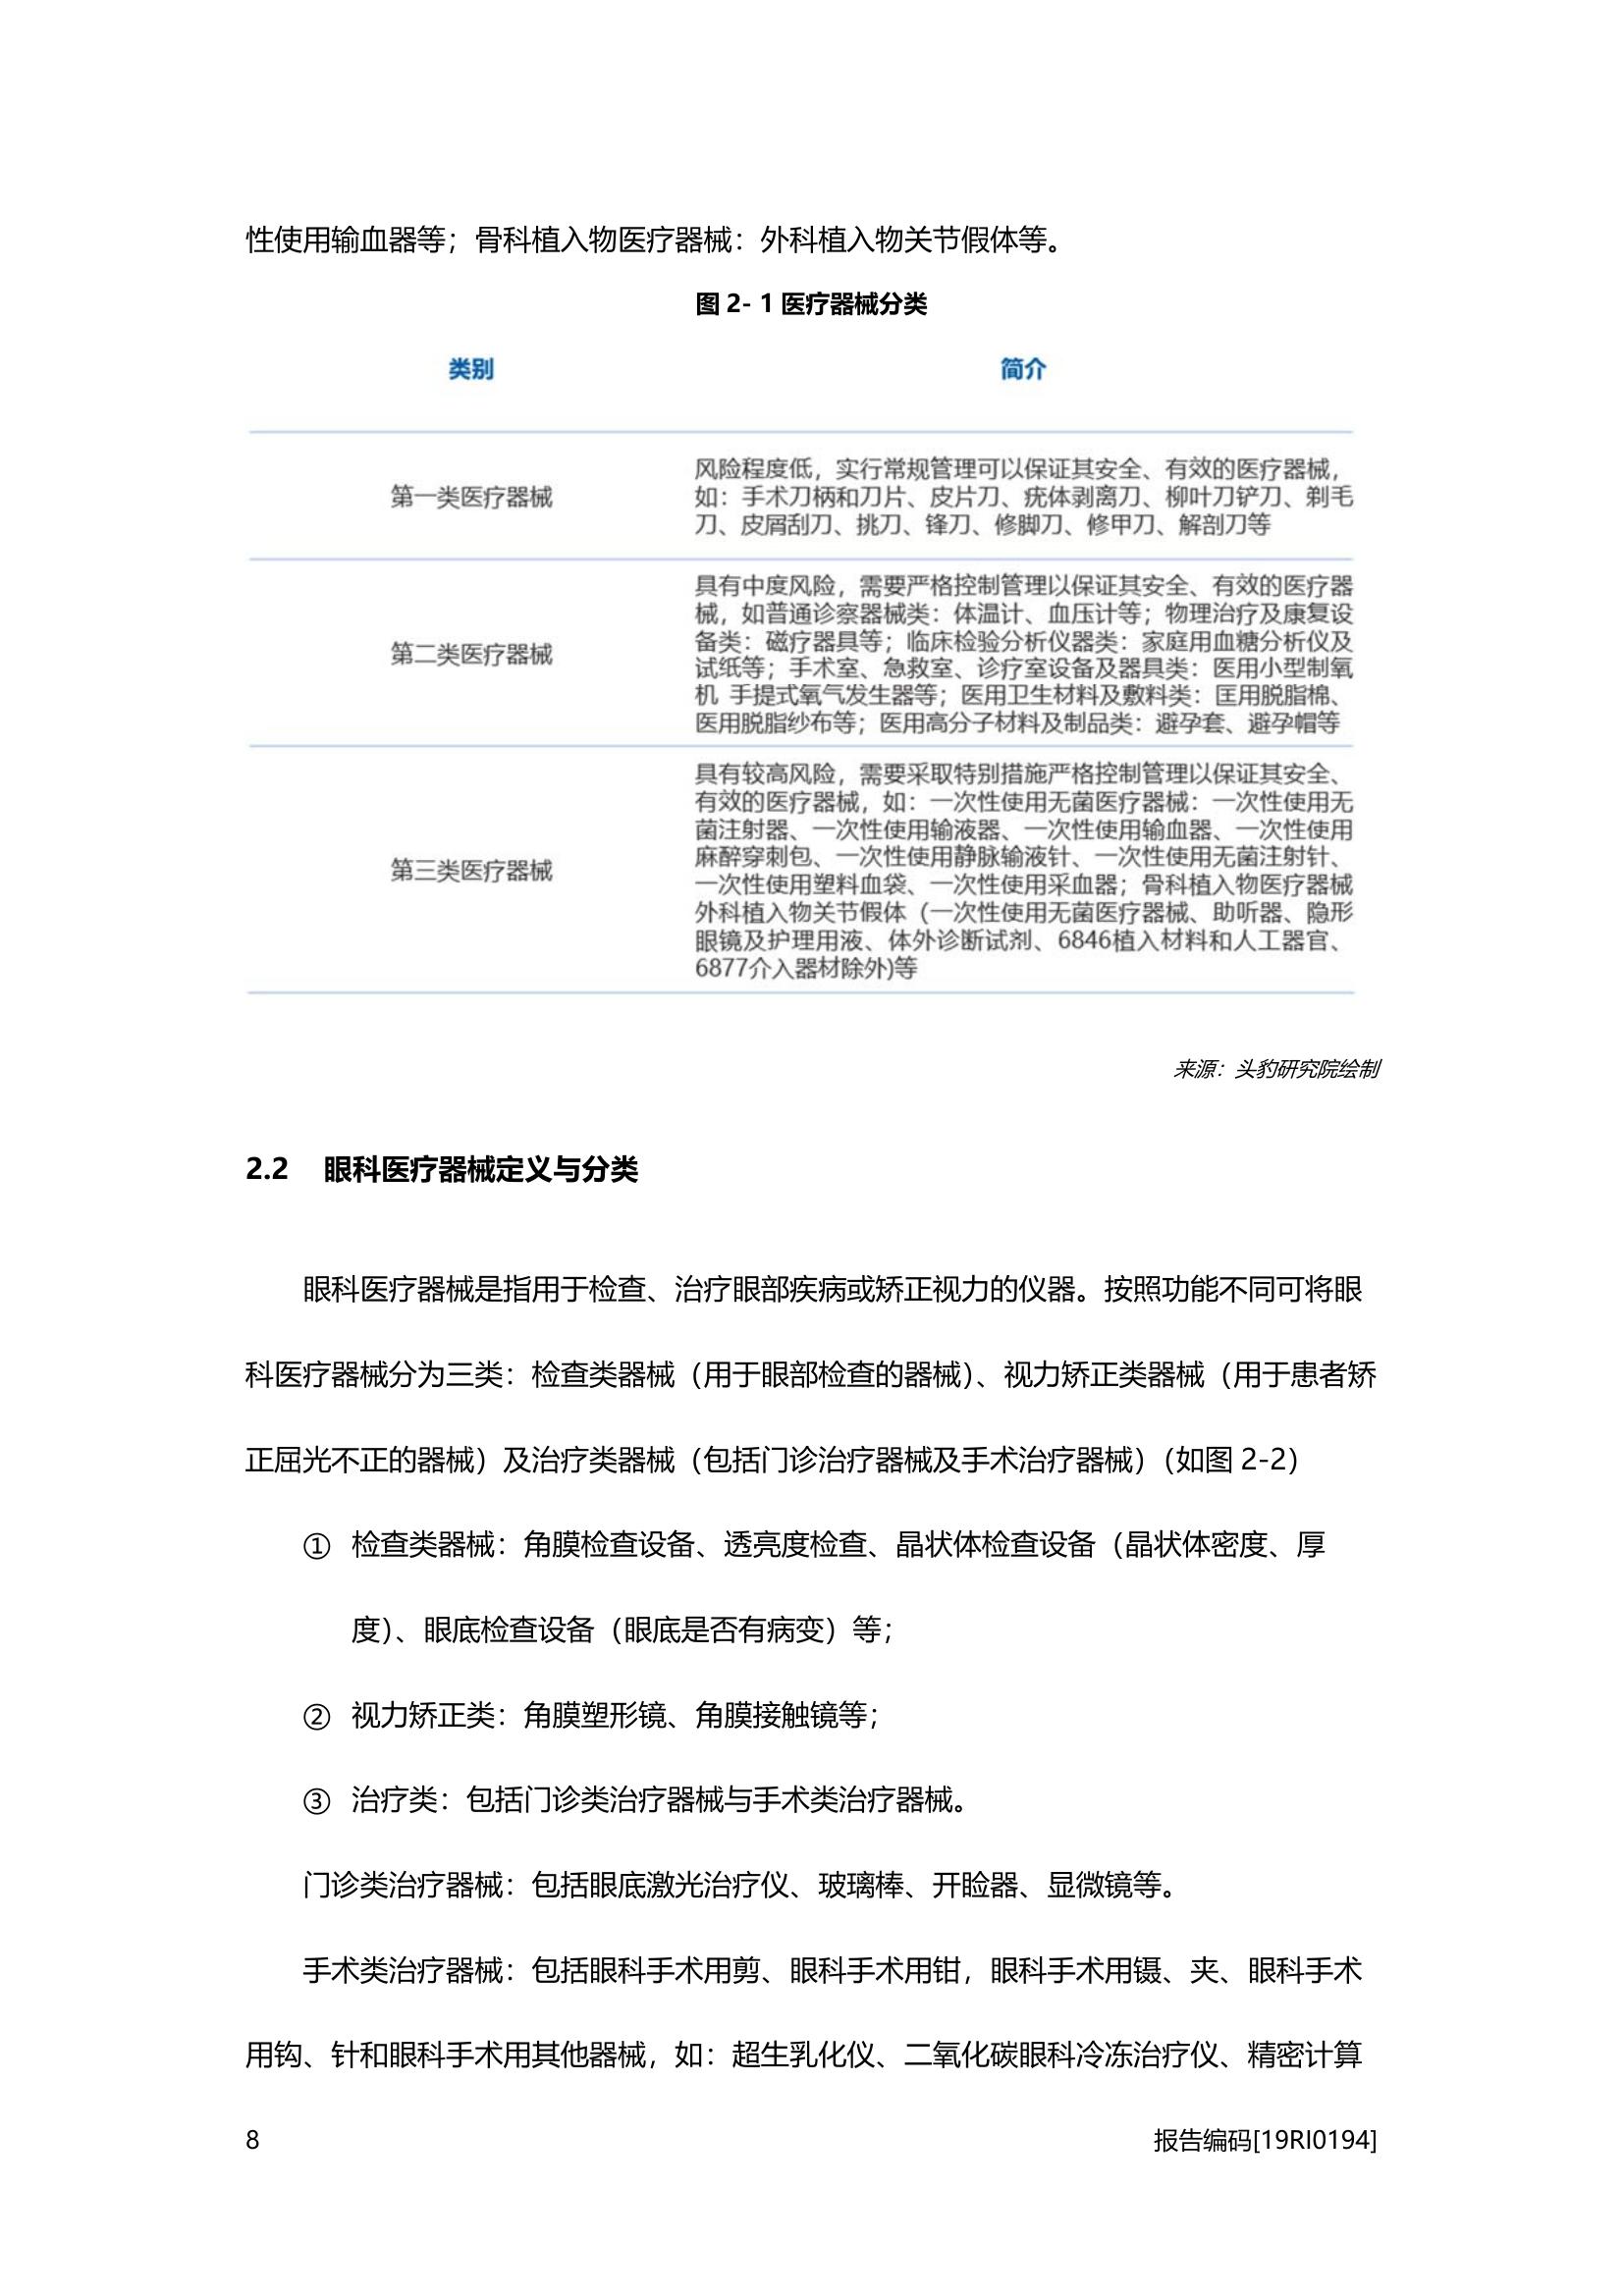 性使用输血器等；骨科植入物医疗器械：外科植入物关节假体等。
图 2- 1 医疗器械分类
类别 简介
第一类医疗器械
风险程度低，实行常规管理可以保证其安全、有效的医疗器械，
如：手术刀柄和刀片、皮片刀、疣体剥离刀、柳叶刀铲刀、剃毛
刀、皮屑刮刀、挑刀、锋刀、修脚刀、修甲刀、解剖刀等
第二类医疗器械
具有中度风险，需要严格控制管理以保证其安全、有效的医疗器
械，如普通诊察器械类：体温计、血压计等；物理治疗及康复设
备类：磁疗器具等；临床检验分析仪器类：家庭用血糖分析仪及
试纸等；手术室、急救室、诊疗室设备及器具类：医用小型制氧
机 手提式氧气发生器等；医用卫生材料及敷料类：匡用脱脂棉、
医用脱脂纱布等；医用高分子材料及制品类：避孕套、避孕帽等
第三类医疗器械
具有较高风险，需要采取特别措施严格控制管理以保证其安全、
有效的医疗器械，如：一次性使用无菌医疗器械：一次性使用无
菌注射器、一次性使用输液器、一次性使用输血器、一次性使用
麻醉穿刺包、一次性使用静脉输液针、一次性使用无菌注射针、
一次性使用塑料血袋、一次性使用采血器；骨科植入物医疗器械
外科植入物关节假体（一次性使用无菌医疗器械、助听器、隐形
眼镜及护理用液、体外诊断试剂、6846植入材料和人工器官、
6877介入器材除外)等
来源：头豹研究院绘制
2.2 眼科医疗器械定义与分类
眼科医疗器械是指用于检查、治疗眼部疾病或矫正视力的仪器。按照功能不同可将眼
科医疗器械分为三类：检查类器械（用于眼部检查的器械）、视力矫正类器械（用于患者矫
正屈光不正的器械）及治疗类器械（包括门诊治疗器械及手术治疗器械）（如图 2-2）
① 检查类器械：角膜检查设备、透亮度检查、晶状体检查设备（晶状体密度、厚
度）、眼底检查设备（眼底是否有病变）等；
② 视力矫正类：角膜塑形镜、角膜接触镜等；
③ 治疗类：包括门诊类治疗器械与手术类治疗器械。
门诊类治疗器械：包括眼底激光治疗仪、玻璃棒、开睑器、显微镜等。
手术类治疗器械：包括眼科手术用剪、眼科手术用钳，眼科手术用镊、夹、眼科手术
用钩、针和眼科手术用其他器械，如：超生乳化仪、二氧化碳眼科冷冻治疗仪、精密计算
8 报告编码[19RI0194]